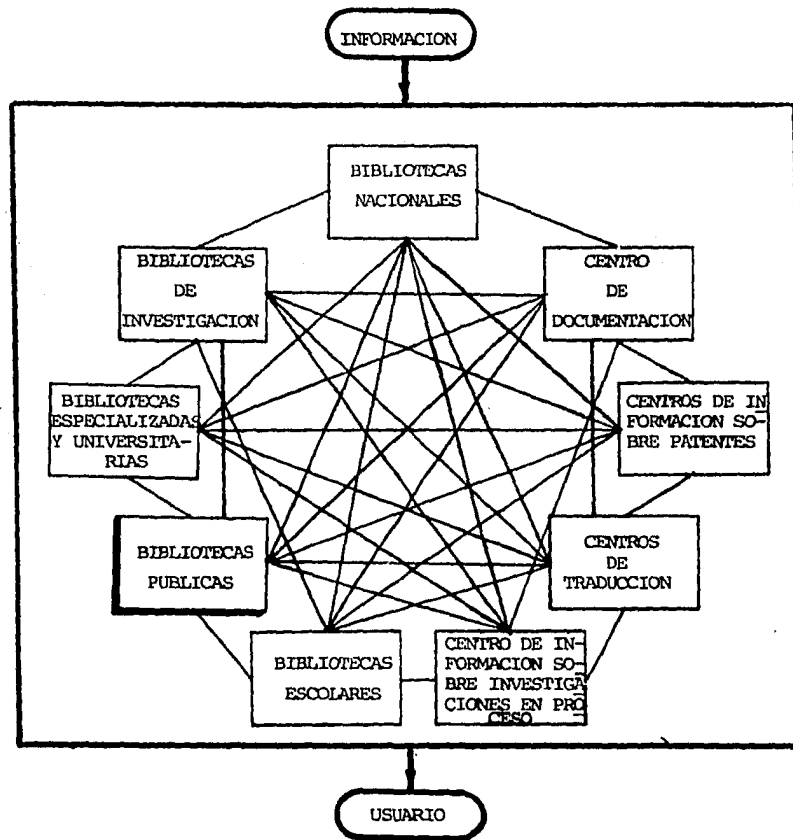 INFORMACION
BIBLIOTECAS
NACIONALES
BIBLIOTECAS
DE
INVESTIGACION
CENTRO
DE
DOCUMENTACION
BIBLIOTECAS
ESPECIALIZADAS
Y UNIVERSITA-
RIAS
CENTROS DE IN
FORMACION SO-
BRE PATENTES
BIBLIOTECAS
PUBLICAS
CENTROS
DE
TRADUCCION
BIBLIOTECAS
ESCOLARES
CENTRO DE IN-
FORMACION SO-
BRE INVESTIGA
CIONES EN PRO
CESO
USUARIO